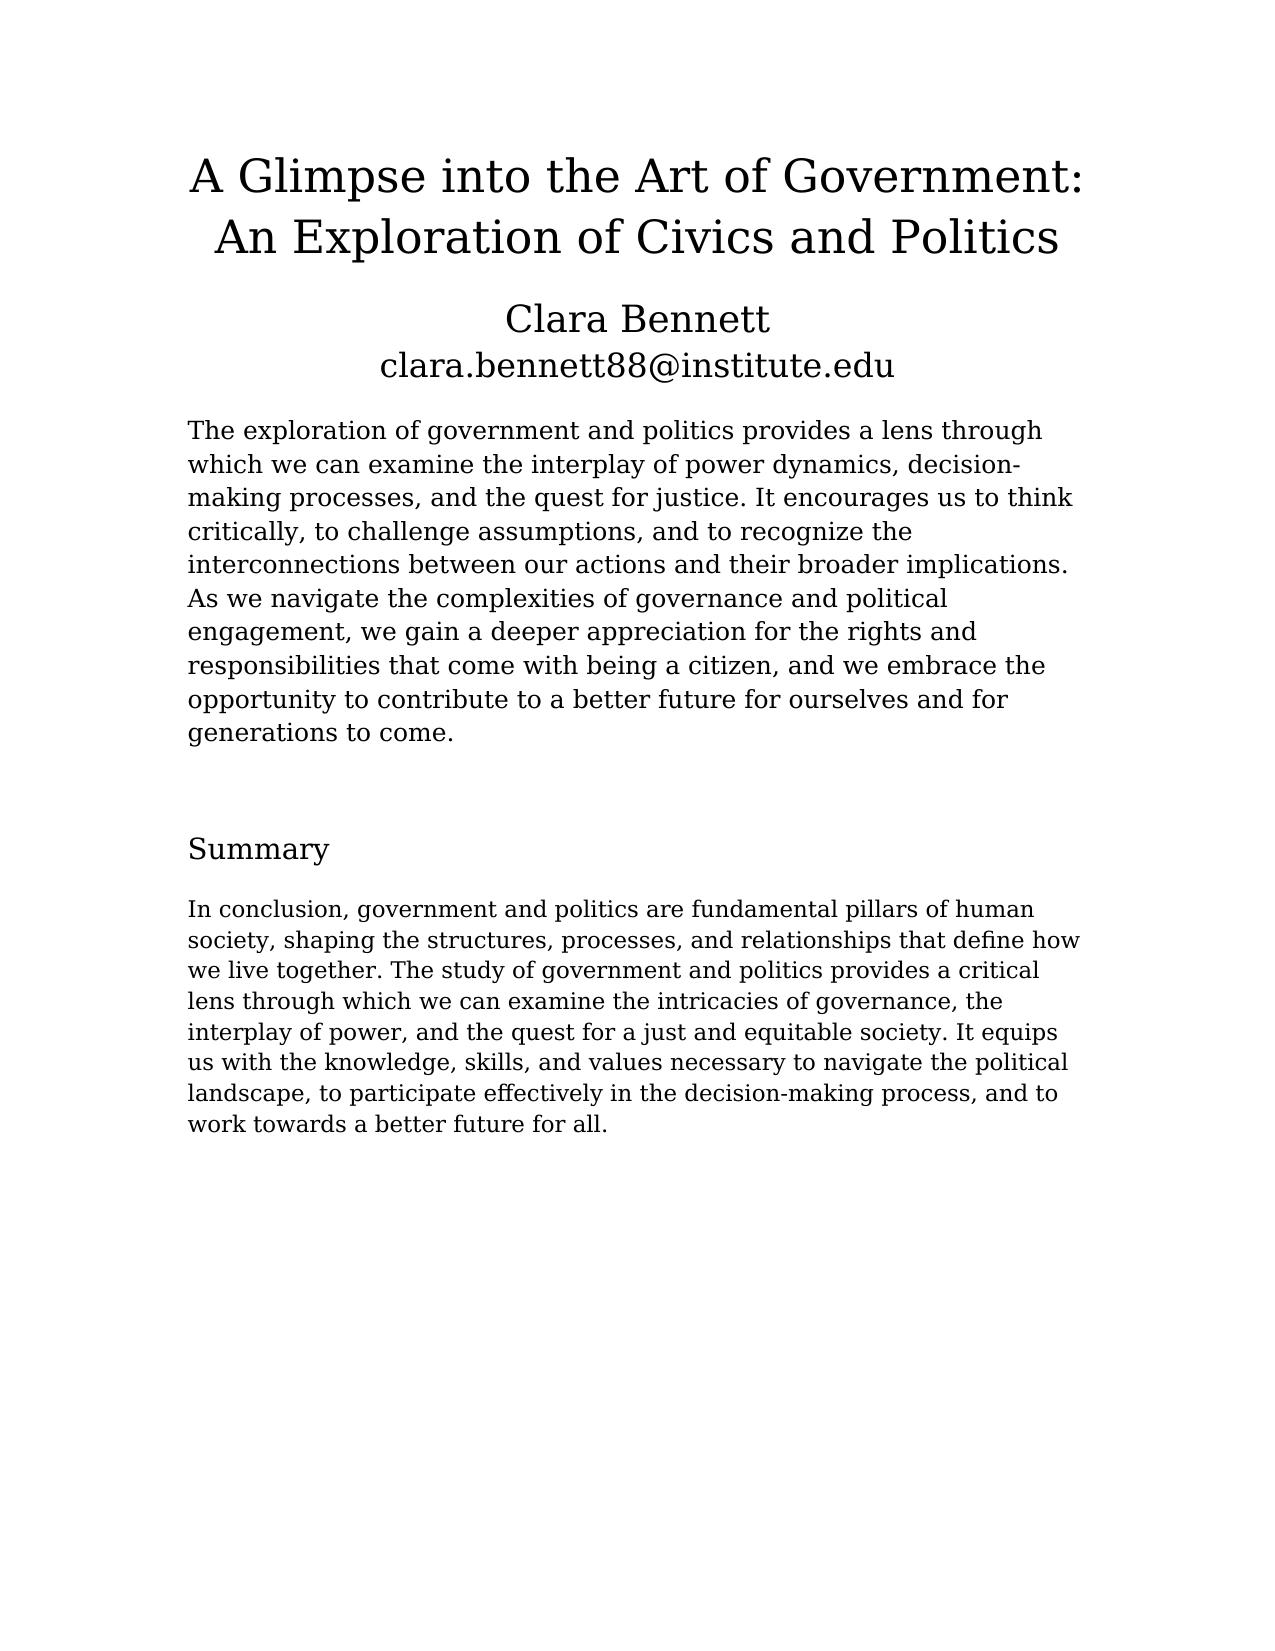 A Glimpse into the Art of Government:
An Exploration of Civics and Politics
Clara Bennett
clara.bennett88@institute.edu
The exploration of government and politics provides a lens through
which we can examine the interplay of power dynamics, decision-
making processes, and the quest for justice. It encourages us to think
critically, to challenge assumptions, and to recognize the
interconnections between our actions and their broader implications.
As we navigate the complexities of governance and political
engagement, we gain a deeper appreciation for the rights and
responsibilities that come with being a citizen, and we embrace the
opportunity to contribute to a better future for ourselves and for
generations to come.
Summary
In conclusion, government and politics are fundamental pillars of human
society, shaping the structures, processes, and relationships that define how
we live together. The study of government and politics provides a critical
lens through which we can examine the intricacies of governance, the
interplay of power, and the quest for a just and equitable society. It equips
us with the knowledge, skills, and values necessary to navigate the political
landscape, to participate effectively in the decision-making process, and to
work towards a better future for all.